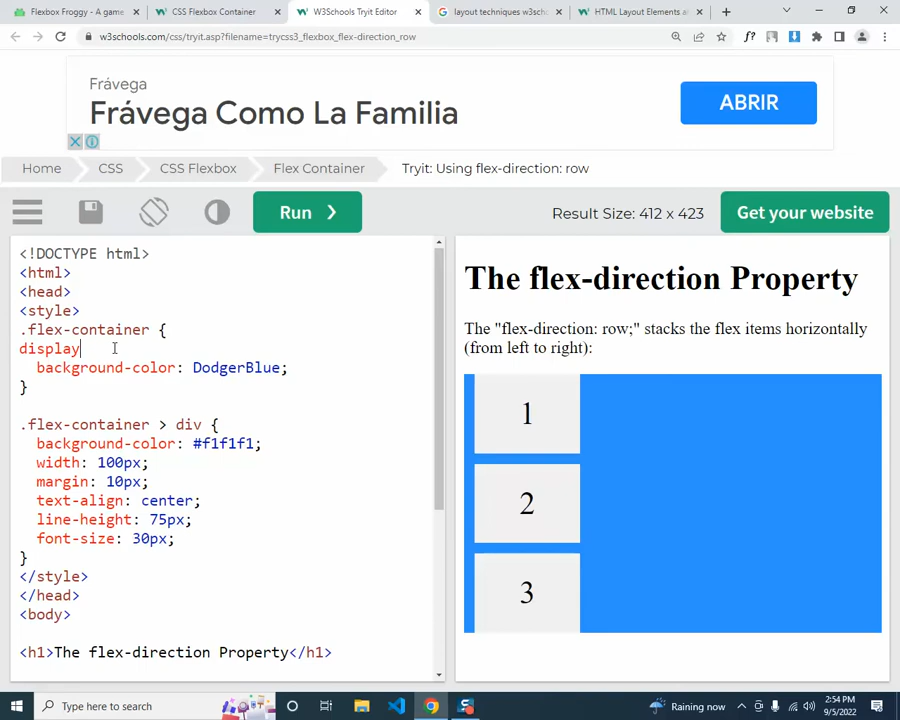 Flexbox Froggy - A game
CSS Flexbox Container
W3Schools Tryit Editor
layout techniques w3sch
HTML Layout Elements a
w3schools.com/css/tryit.asp?filename=trycss3_flexbox_flex-direction_row
f?
Frávega
Frávega Como La Familia
ABRIR
Home
CSS
CSS Flexbox
Flex Container
Tryit: Using flex-direction: row
Run ❯
Result Size: 412 x 423
Get your website
<!DOCTYPE html>
<html>
<head>
<style>
.flex-container {
display
background-color: DodgerBlue;
}
.flex-container > div {
background-color: #f1f1f1;
width: 100px;
margin: 10px;
text-align: center;
line-height: 75px;
font-size: 30px;
}
</style>
</head>
<body>
<h1>The flex-direction Property</h1>
The flex-direction Property
The "flex-direction: row;" stacks the flex items horizontally
(from left to right):
1
2
3
Type here to search
Raining now
2:54 PM
9/5/2022